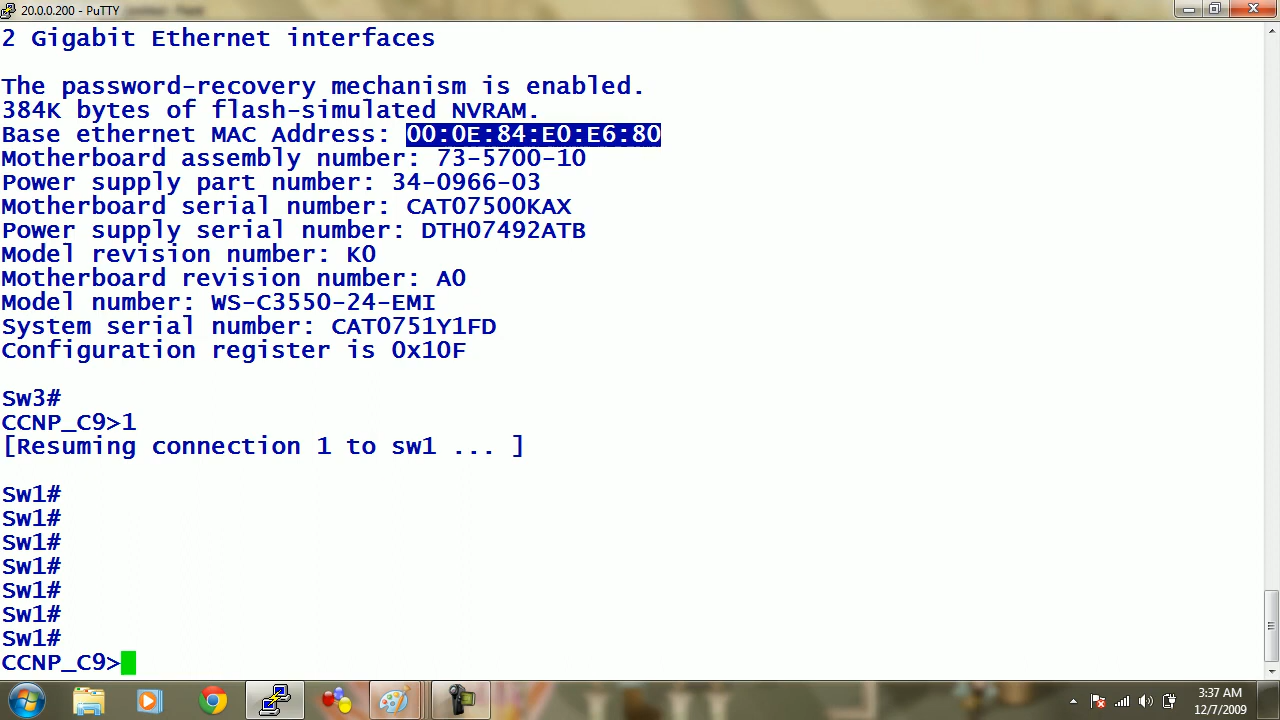 20.0.0.200 - PuTTY
2 Gigabit Ethernet interfaces
The password-recovery mechanism is enabled.
384K bytes of flash-simulated NVRAM.
Base ethernet MAC Address: 00:0E:84:E0:E6:80
Motherboard assembly number: 73-5700-10
Power supply part number: 34-0966-03
Motherboard serial number: CAT07500KAX
Power supply serial number: DTH07492ATB
Model revision number: K0
Motherboard revision number: A0
Model number: WS-C3550-24-EMI
System serial number: CAT0751Y1FD
Configuration register is 0x10F
Sw3#
CCNP_C9>1
[Resuming connection 1 to sw1 ... ]
Sw1#
Sw1#
Sw1#
Sw1#
Sw1#
Sw1#
Sw1#
CCNP_C9>
3:37 AM
12/7/2009